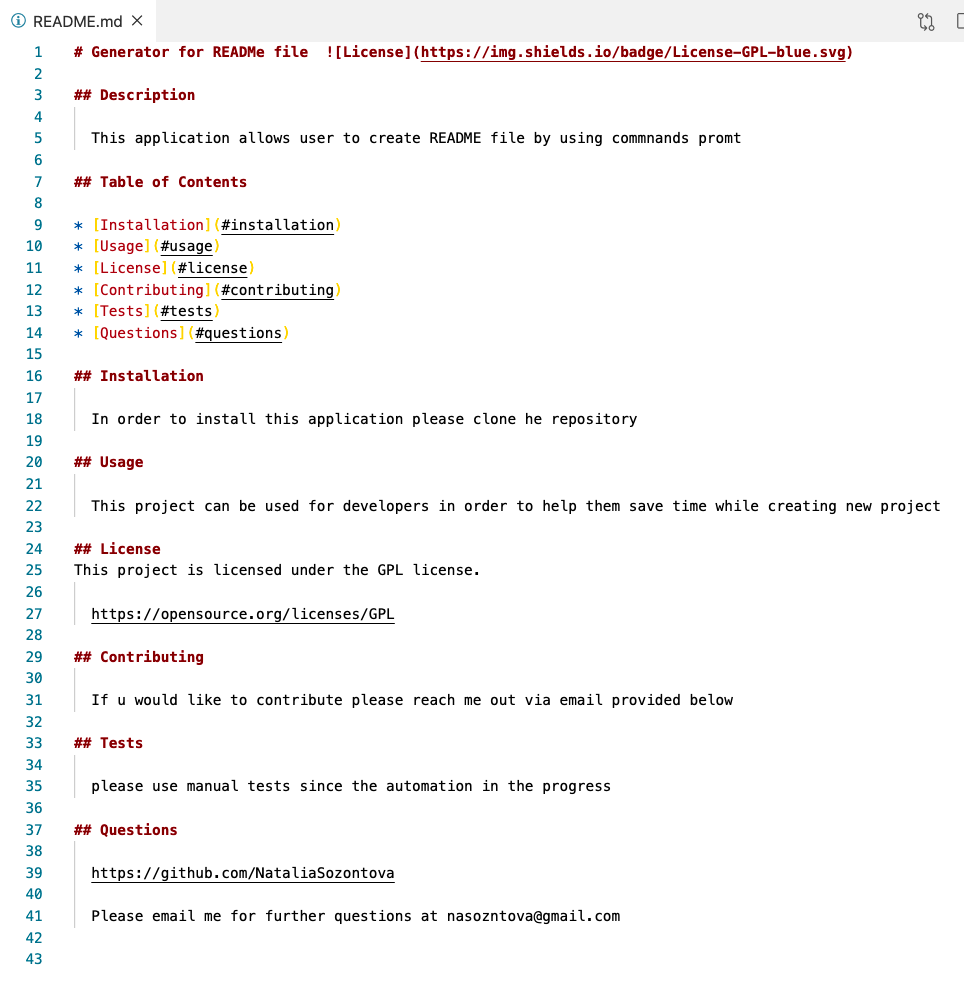 README.md
1 # Generator for READMe file  ![License](https://img.shields.io/badge/License-GPL-blue.svg)
2
3 ## Description
4
5   This application allows user to create README file by using commnands promt
6
7 ## Table of Contents
8
9 * [Installation](#installation)
10 * [Usage](#usage)
11 * [License](#license)
12 * [Contributing](#contributing)
13 * [Tests](#tests)
14 * [Questions](#questions)
15
16 ## Installation
17
18   In order to install this application please clone he repository
19
20 ## Usage
21
22   This project can be used for developers in order to help them save time while creating new project
23
24 ## License
25 This project is licensed under the GPL license.
26
27   https://opensource.org/licenses/GPL
28
29 ## Contributing
30
31   If u would like to contribute please reach me out via email provided below
32
33 ## Tests
34
35   please use manual tests since the automation in the progress
36
37 ## Questions
38
39   https://github.com/NataliaSozontova
40
41   Please email me for further questions at nasozntova@gmail.com
42
43